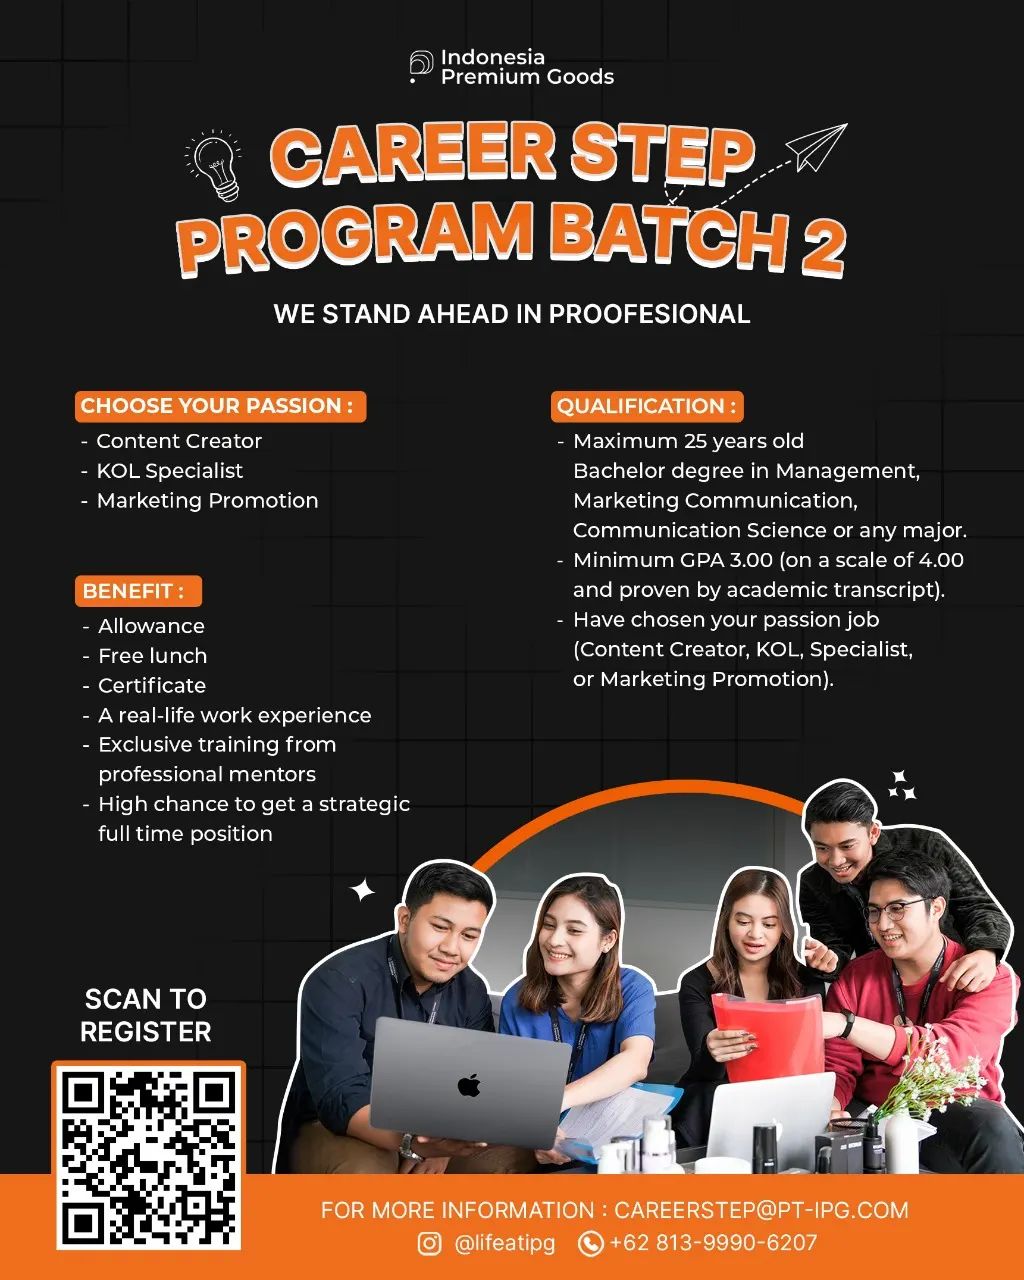 Indonesia
Premium Goods
CAREER STEP
PROGRAM BATCH 2
WE STAND AHEAD IN PROOFESIONAL
CHOOSE YOUR PASSION :
- Content Creator
- KOL Specialist
- Marketing Promotion
BENEFIT :
- Allowance
- Free lunch
- Certificate
- A real-life work experience
- Exclusive training from
professional mentors
- High chance to get a strategic
full time position
QUALIFICATION :
- Maximum 25 years old
Bachelor degree in Management,
Marketing Communication,
Communication Science or any major.
- Minimum GPA 3.00 (on a scale of 4.00
and proven by academic transcript).
- Have chosen your passion job
(Content Creator, KOL, Specialist,
or Marketing Promotion).
SCAN TO
REGISTER
FOR MORE INFORMATION : CAREERSTEP@PT-IPG.COM
@lifeatipg +62 813-9990-6207